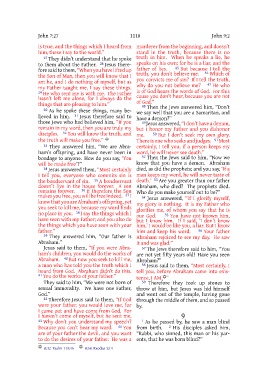 John 8:27
1118
John 9:2
is true; and the things which I heard from
him, these I say to the world."
27 They didn't understand that he spoke
to them about the Father. 28 Jesus there-
fore said to them, "When you have lifted up
the Son of Man, then you will know that I
am he, and I do nothing of myself, but as
my Father taught me, I say these things.
29 He who sent me is with me. The Father
hasn't left me alone, for I always do the
things that are pleasing to him."
30 As he spoke these things, many be-
lieved in him. 31 Jesus therefore said to
those Jews who had believed him, "If you
remain in my word, then you are truly my
disciples. 32 You will know the truth, and
the truth will make you free."
33 They answered him, "We are Abra-
ham's offspring, and have never been in
bondage to anyone. How do you say, 'You
will be made free'?"
34 Jesus answered them, "Most certainly
I tell you, everyone who commits sin is
the bondservant of sin. 35 A bondservant
doesn't live in the house forever. A son
remains forever. 36 If therefore the Son
makes you free, you will be free indeed. 37 I
know that you are Abraham's offspring, yet
you seek to kill me, because my word finds
no place in you. 38 I say the things which I
have seen with my Father; and you also do
the things which you have seen with your
father."
39 They answered him, "Our father is
Abraham."
Jesus said to them, "If you were Abra-
ham's children, you would do the works of
Abraham. 40 But now you seek to kill me,
a man who has told you the truth which I
heard from God. Abraham didn't do this.
41 You do the works of your father."
They said to him, "We were not born of
sexual immorality. We have one Father,
God."
42 Therefore Jesus said to them, "If God
were your father, you would love me, for
I came out and have come from God. For
I haven't come of myself, but he sent me.
43 Why don't you understand my speech?
Because you can't hear my word. 44 You
are of your father the devil, and you want
to do the desires of your father. He was a
murderer from the beginning, and doesn't
stand in the truth, because there is no
truth in him. When he speaks a lie, he
speaks on his own; for he is a liar, and the
father of lies. 45 But because I tell the
truth, you don't believe me. 46 Which of
you convicts me of sin? If I tell the truth,
why do you not believe me? 47 He who
is of God hears the words of God. For this
cause you don't hear, because you are not
of God."
48 Then the Jews answered him, "Don't
we say well that you are a Samaritan, and
have a demon?"
49 Jesus answered, "I don't have a demon,
but I honor my Father and you dishonor
me. 50 But I don't seek my own glory.
There is one who seeks and judges. 51 Most
certainly, I tell you, if a person keeps my
word, he will never see death."
52 Then the Jews said to him, "Now we
know that you have a demon. Abraham
died, as did the prophets; and you say, 'If a
man keeps my word, he will never taste of
death.' 53 Are you greater than our father,
Abraham, who died? The prophets died.
Who do you make yourself out to be?"
54 Jesus answered, "If I glorify myself,
my glory is nothing. It is my Father who
glorifies me, of whom you say that he is
our God. 55 You have not known him,
but I know him. If I said, 'I don't know
him,' I would be like you, a liar. But I know
him and keep his word. 56 Your father
Abraham rejoiced to see my day. He saw
it and was glad."
57 The Jews therefore said to him, "You
are not yet fifty years old! Have you seen
Abraham?"
58 Jesus said to them, "Most certainly, I
tell you, before Abraham came into exis-
tence, I AM."
59 Therefore they took up stones to
throw at him, but Jesus was hidden
and went out of the temple, having gone
through the middle of them, and so passed
by.
9
1 As he passed by, he saw a man blind
from birth. 2 His disciples asked him,
"Rabbi, who sinned, this man or his par-
ents, that he was born blind?"